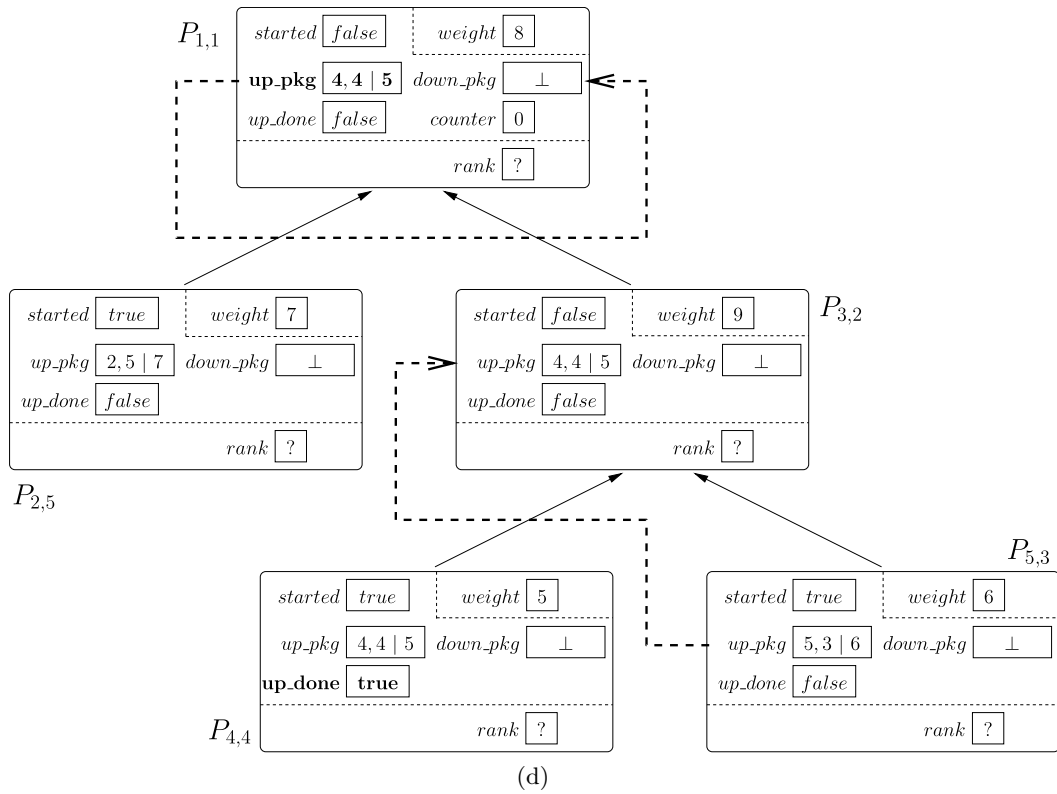 P1,1
started false weight 8
up_pkg 4, 4 | 5 down_pkg ⊥
up_done false counter 0
rank ?
started true weight 7
up_pkg 2, 5 | 7 down_pkg ⊥
up_done false
rank ?
P2,5
started false weight 9
up_pkg 4, 4 | 5 down_pkg ⊥
up_done false
rank ?
P3,2
started true weight 5
up_pkg 4, 4 | 5 down_pkg ⊥
up_done true
rank ?
P4,4
P5,3
started true weight 6
up_pkg 5, 3 | 6 down_pkg ⊥
up_done false
rank ?
(d)